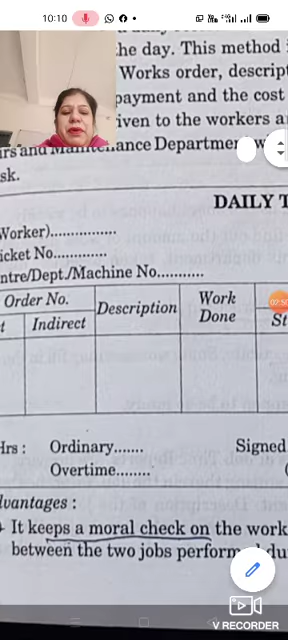 10:10
he day. This method
Works order, descript
payment and the cost
iven to the workers a
rs and Maintenance Department
sk.
DAILY T
Worker)...............
icket No.............
ntre/Dept./Machine No............
Order No.
Description
Work
Done
Indirect
St
Hrs : Ordinary....... Signed
Overtime........
dvantages :
It keeps a moral check on the work
between the two jobs perform du
V RECORDER